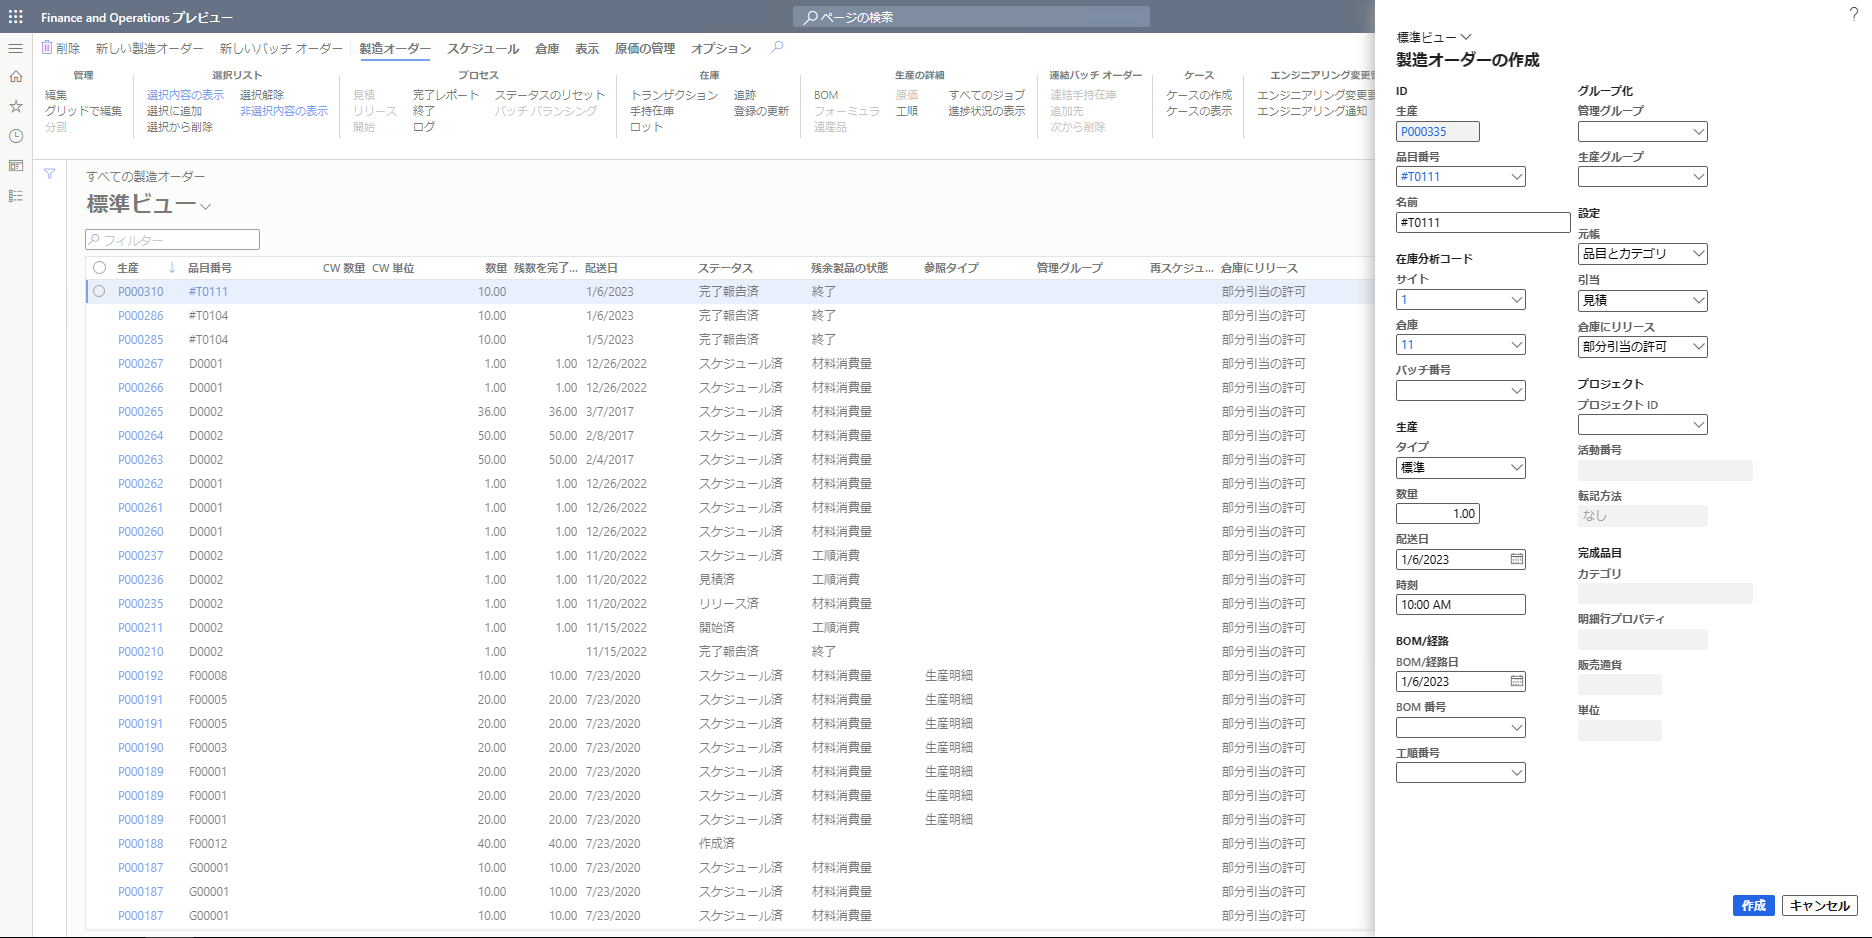 Finance and Operations プレビュー
ページの検索
?
削除 新しい製造オーダー 新しいバッチ オーダー 製造オーダー スケジュール 倉庫 表示 原価の管理 オプション
管理
編集
グリッドで編集
分割
選択リスト
選択内容の表示 選択解除
選択に追加 非選択内容の表示
選択から削除
プロセス
見積 完了レポート ステータスのリセット
リリース 終了 バッチ バランシング
開始 ログ
在庫
トランザクション 追跡
手持在庫 登録の更新
ロット
生産の詳細
BOM 原価 すべてのジョブ
フォーミュラ 工順 進捗状況の表示
連産品
連結バッチ オーダー
連結手持在庫
追加先
次から削除
ケース
ケースの作成
ケースの表示
エンジニアリング変更管
エンジニアリング変更要
エンジニアリング通知
すべての製造オーダー
標準ビュー
フィルター
生産 ↓ 品目番号 CW 数量 CW 単位 数量 残数を完了... 配送日 ステータス 残余製品の状態 参照タイプ 管理グループ 再スケジュ... 倉庫にリリース
P000310 #T0111 10.00 1/6/2023 完了報告済 終了 部分引当の許可
P000286 #T0104 10.00 1/6/2023 完了報告済 終了 部分引当の許可
P000285 #T0104 10.00 1/5/2023 完了報告済 終了 部分引当の許可
P000267 D0001 1.00 1.00 12/26/2022 スケジュール済 材料消費量 部分引当の許可
P000266 D0001 1.00 1.00 12/26/2022 スケジュール済 材料消費量 部分引当の許可
P000265 D0002 36.00 36.00 3/7/2017 スケジュール済 材料消費量 部分引当の許可
P000264 D0002 50.00 50.00 2/8/2017 スケジュール済 材料消費量 部分引当の許可
P000263 D0002 50.00 50.00 2/4/2017 スケジュール済 材料消費量 部分引当の許可
P000262 D0001 1.00 1.00 12/26/2022 スケジュール済 材料消費量 部分引当の許可
P000261 D0001 1.00 1.00 12/26/2022 スケジュール済 材料消費量 部分引当の許可
P000260 D0001 1.00 1.00 12/26/2022 スケジュール済 材料消費量 部分引当の許可
P000237 D0002 1.00 1.00 11/20/2022 スケジュール済 工順消費 部分引当の許可
P000236 D0002 1.00 1.00 11/20/2022 見積済 工順消費 部分引当の許可
P000235 D0002 1.00 1.00 11/20/2022 リリース済 材料消費量 部分引当の許可
P000211 D0002 1.00 1.00 11/15/2022 開始済 工順消費 部分引当の許可
P000210 D0002 1.00 11/15/2022 完了報告済 終了 部分引当の許可
P000192 F00008 10.00 10.00 7/23/2020 スケジュール済 材料消費量 生産明細 部分引当の許可
P000191 F00005 20.00 20.00 7/23/2020 スケジュール済 材料消費量 生産明細 部分引当の許可
P000191 F00005 20.00 20.00 7/23/2020 スケジュール済 材料消費量 生産明細 部分引当の許可
P000190 F00003 20.00 20.00 7/23/2020 スケジュール済 材料消費量 生産明細 部分引当の許可
P000189 F00001 20.00 20.00 7/23/2020 スケジュール済 材料消費量 生産明細 部分引当の許可
P000189 F00001 20.00 20.00 7/23/2020 スケジュール済 材料消費量 生産明細 部分引当の許可
P000189 F00001 20.00 20.00 7/23/2020 スケジュール済 材料消費量 生産明細 部分引当の許可
P000188 F00012 40.00 40.00 7/23/2020 作成済 部分引当の許可
P000187 G00001 10.00 10.00 7/23/2020 スケジュール済 材料消費量 部分引当の許可
P000187 G00001 10.00 10.00 7/23/2020 スケジュール済 材料消費量 部分引当の許可
P000187 G00001 10.00 10.00 7/23/2020 スケジュール済 材料消費量 部分引当の許可
標準ビュー
製造オーダーの作成
ID
生産
P000335
品目番号
#T0111
名前
#T0111
在庫分析コード
サイト
1
倉庫
11
バッチ番号
生産
タイプ
標準
数量
1.00
配送日
1/6/2023
時刻
10:00 AM
BOM/経路
BOM/経路日
1/6/2023
BOM 番号
工順番号
グループ化
管理グループ
生産グループ
設定
元帳
品目とカテゴリ
引当
見積
倉庫にリリース
部分引当の許可
プロジェクト
プロジェクト ID
活動番号
転記方法
なし
完成品目
カテゴリ
明細行プロパティ
販売通貨
単位
作成 キャンセル